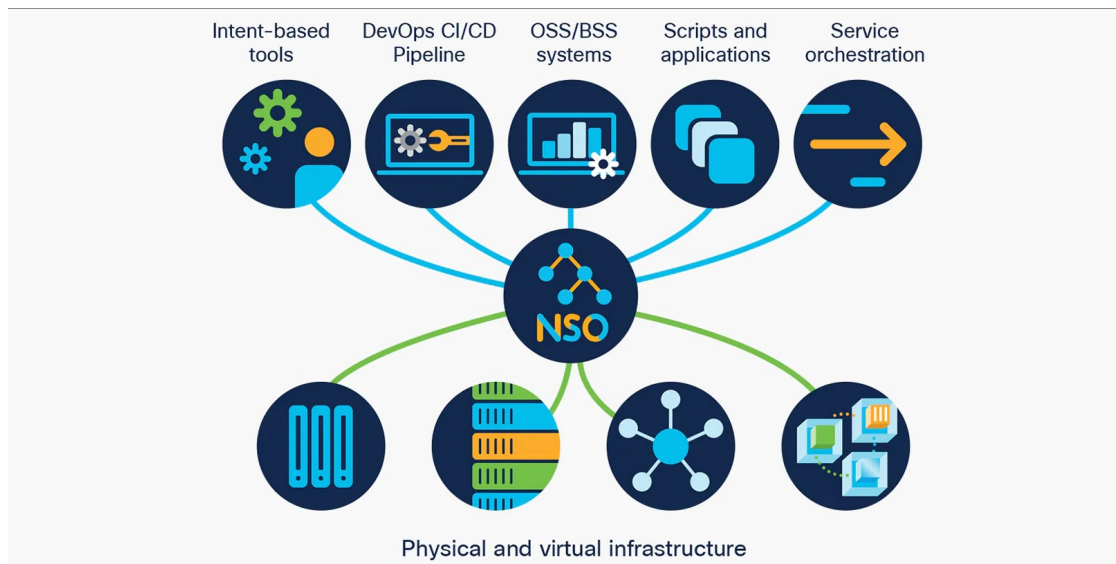 Intent-based
tools
DevOps CI/CD
Pipeline
OSS/BSS
systems
Scripts and
applications
Service
orchestration
NSO
Physical and virtual infrastructure